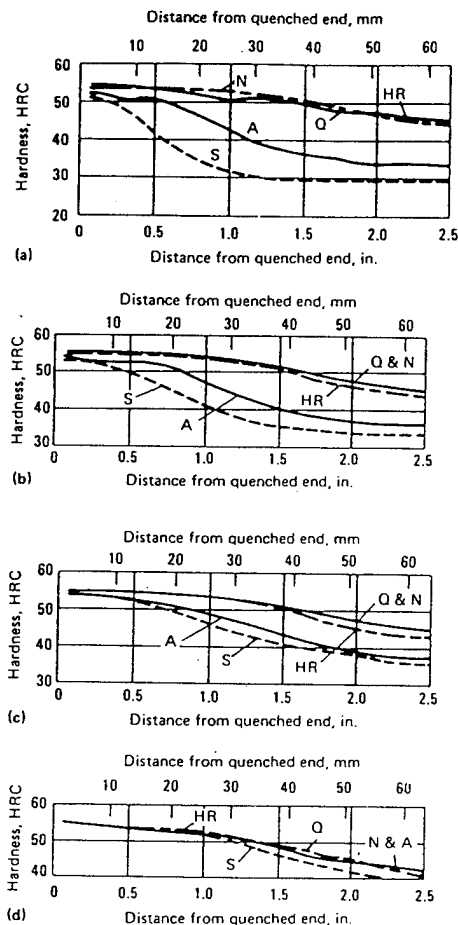 Distance from quenched end, mm
10 20 30 40 50 60
Hardness, HRC
60
50
40
30
20
N
HR
Q
A
S
0 0.5 1.0 1.5 2.0 2.5
(a)
Distance from quenched end, in.
Distance from quenched end, mm
10 20 30 40 50 60
Hardness, HRC
60
50
40
30
Q & N
HR
S
A
0 0.5 1.0 1.5 2.0 2.5
(b)
Distance from quenched end, in.
Distance from quenched end, mm
10 20 30 40 50 60
Hardness, HRC
60
50
40
30
Q & N
A
S
HR
0 0.5 1.0 1.5 2.0 2.5
(c)
Distance from quenched end, in.
Distance from quenched end, mm
10 20 30 40 50 60
Hardness, HRC
60
50
40
HR
Q
N & A
S
0 0.5 1.0 1.5 2.0 2.5
(d)
Distance from quenched end, in.